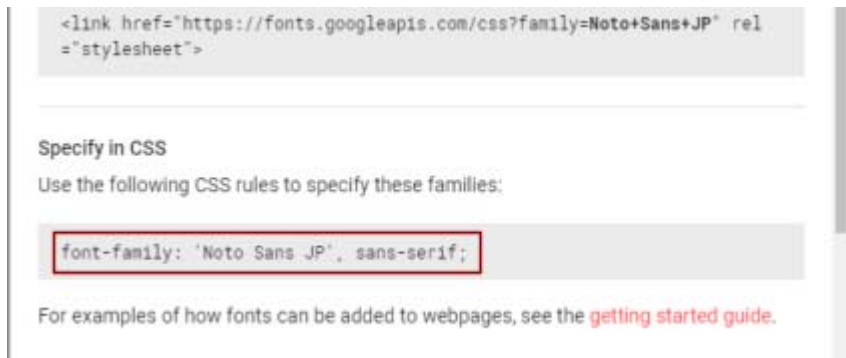 <link href="https://fonts.googleapis.com/css?family=Noto+Sans+JP" rel
="stylesheet">
Specify in CSS
Use the following CSS rules to specify these families:
font-family: 'Noto Sans JP', sans-serif;
For examples of how fonts can be added to webpages, see the getting started guide.